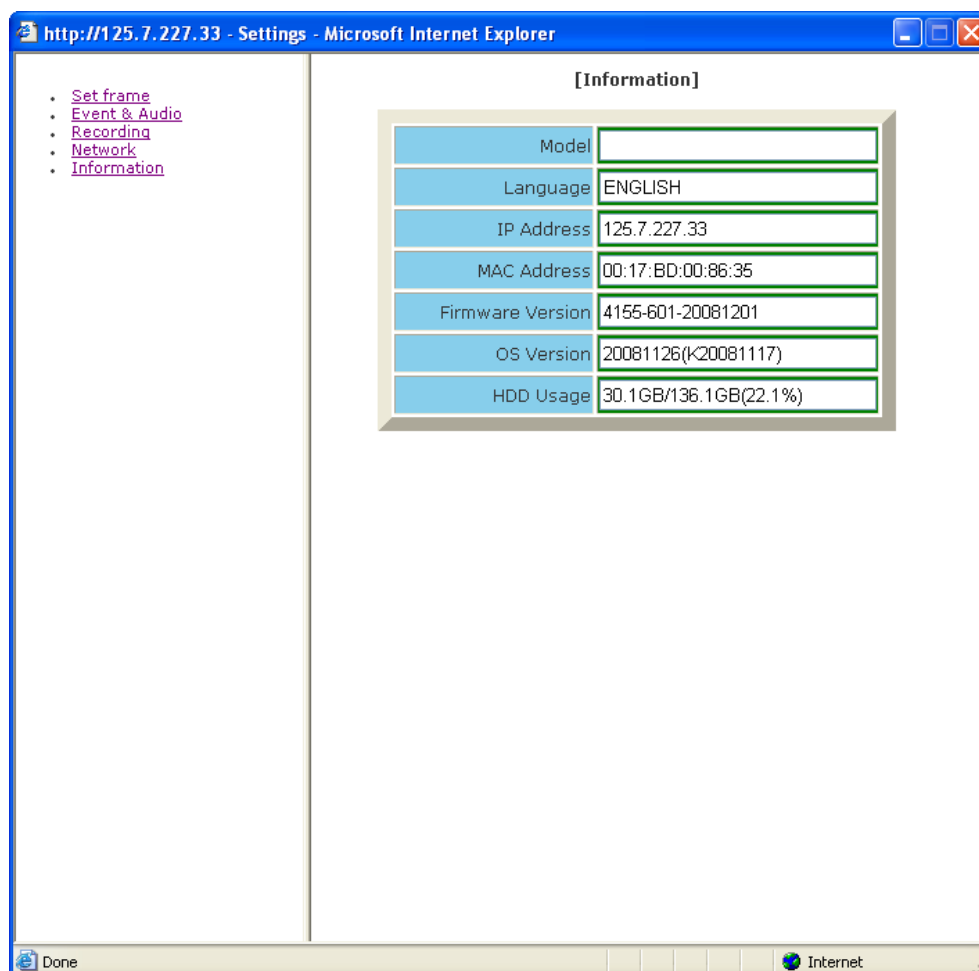 http://125.7.227.33 - Settings - Microsoft Internet Explorer
Set frame
Event & Audio
Recording
Network
Information
[Information]
Model
Language ENGLISH
IP Address 125.7.227.33
MAC Address 00:17:BD:00:86:35
Firmware Version 4155-601-20081201
OS Version 20081126(K20081117)
HDD Usage 30.1GB/136.1GB(22.1%)
Done Internet